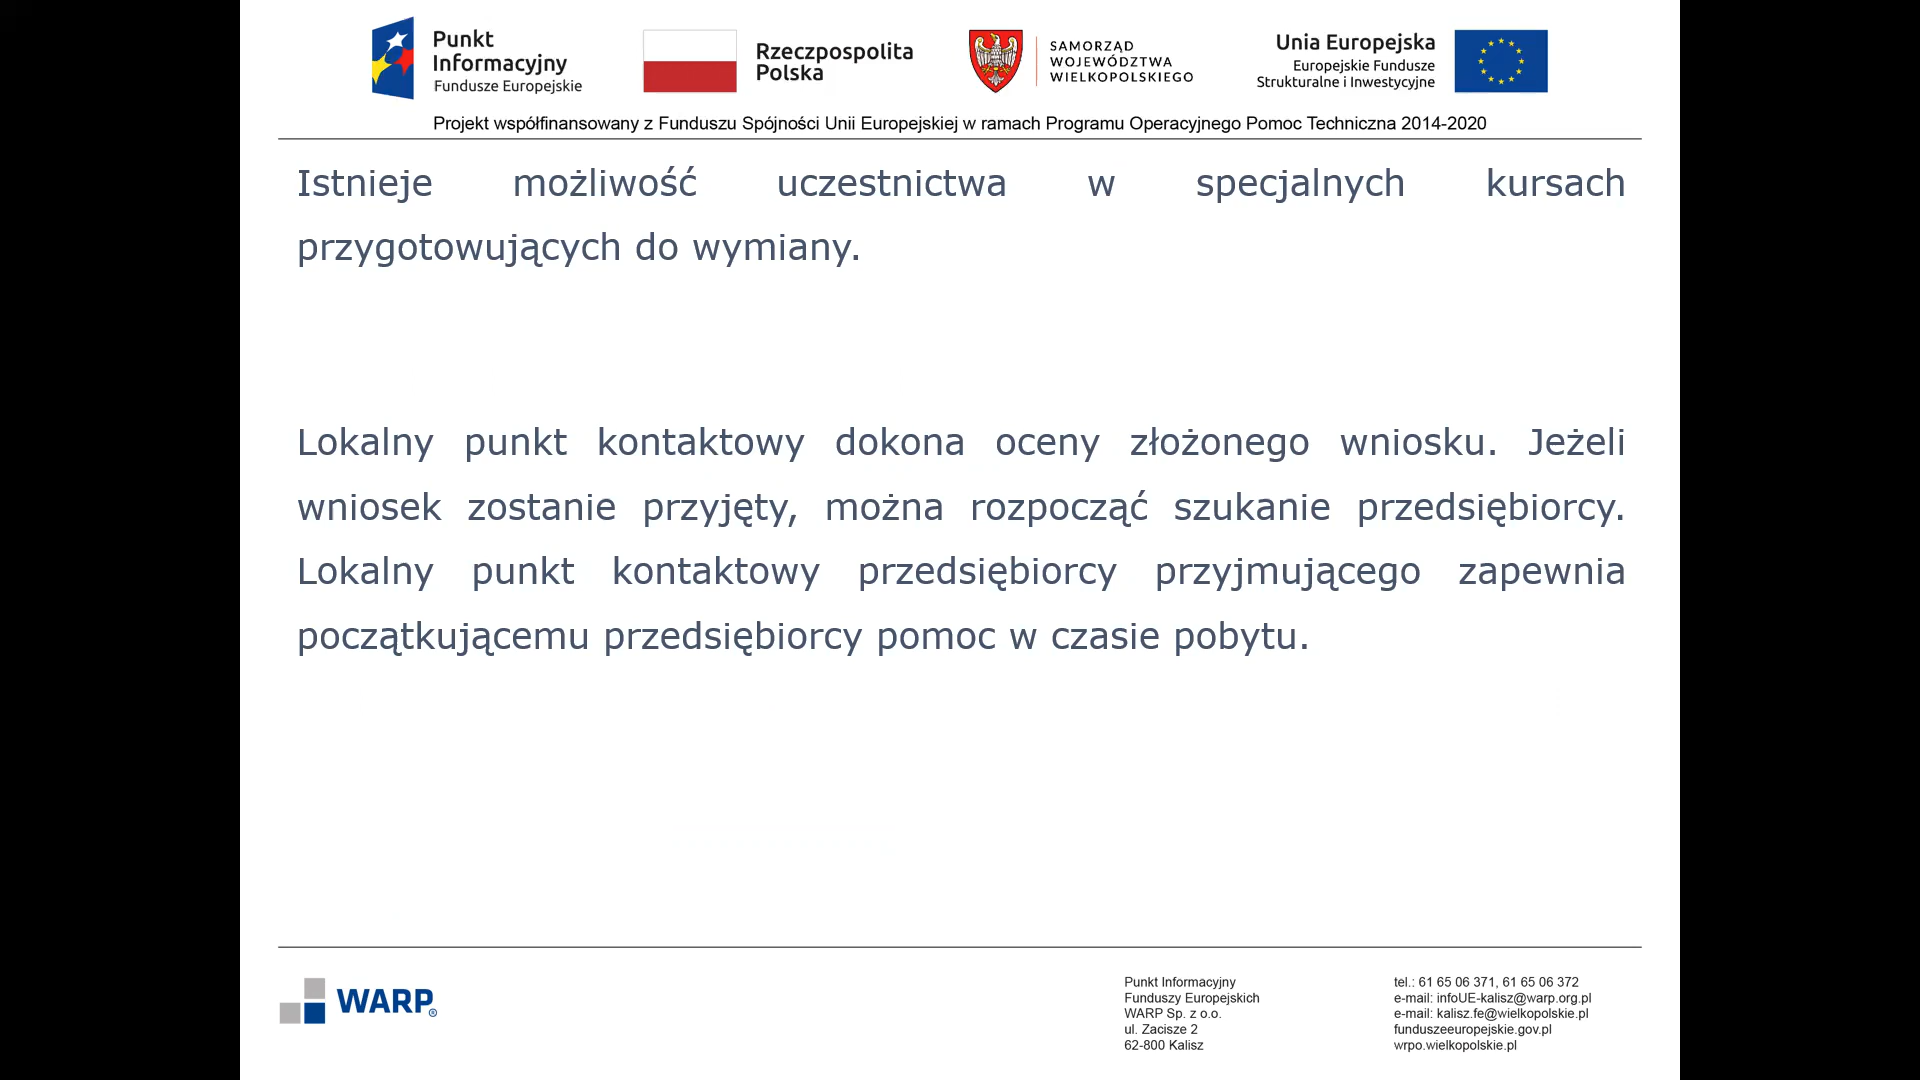 Punkt
Informacyjny
Fundusze Europejskie
Rzeczpospolita
Polska
SAMORZĄD
WOJEWÓDZTWA
WIELKOPOLSKIEGO
Unia Europejska
Europejskie Fundusze
Strukturalne i Inwestycyjne
Projekt współfinansowany z Funduszu Spójności Unii Europejskiej w ramach Programu Operacyjnego Pomoc Techniczna 2014-2020
Istnieje możliwość uczestnictwa w specjalnych kursach
przygotowujących do wymiany.
Lokalny punkt kontaktowy dokona oceny złożonego wniosku. Jeżeli
wniosek zostanie przyjęty, można rozpocząć szukanie przedsiębiorcy.
Lokalny punkt kontaktowy przedsiębiorcy przyjmującego zapewnia
początkującemu przedsiębiorcy pomoc w czasie pobytu.
WARP®
Punkt Informacyjny
Funduszy Europejskich
WARP Sp. z o.o.
ul. Zacisze 2
62-800 Kalisz
tel.: 61 65 06 371, 61 65 06 372
e-mail: infoUE-kalisz@warp.org.pl
e-mail: kalisz.fe@wielkopolskie.pl
funduszeeuropejskie.gov.pl
wrpo.wielkopolskie.pl